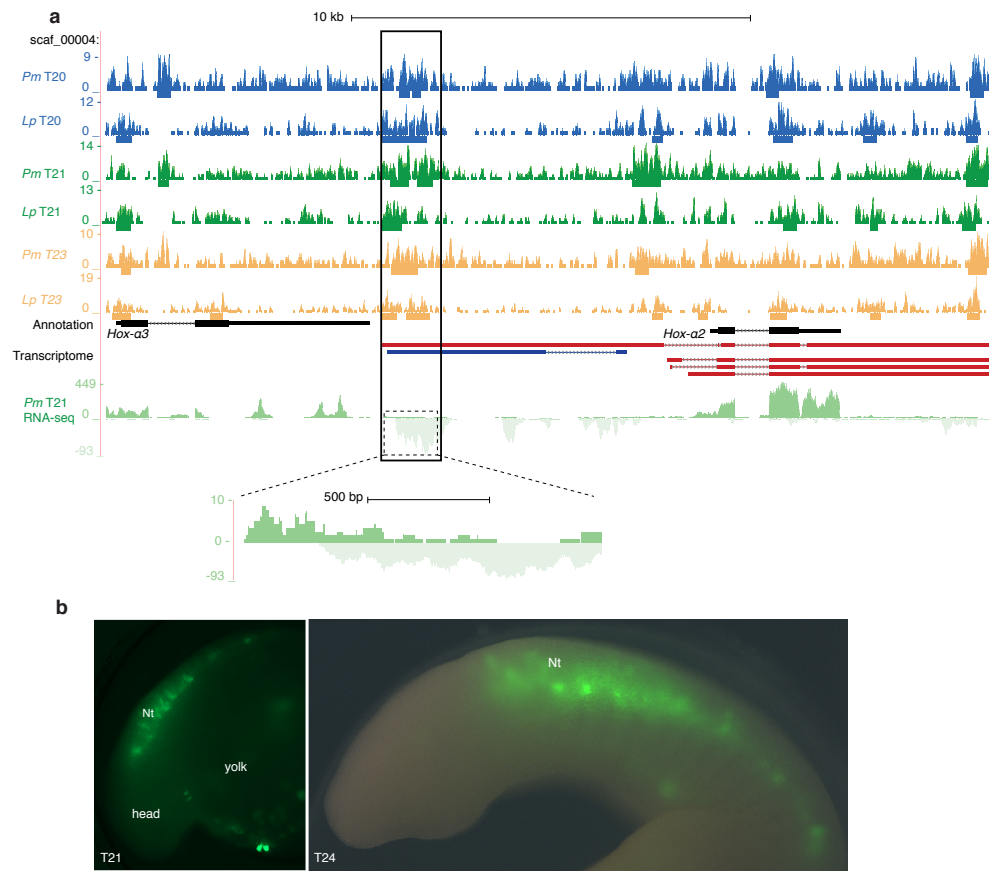 a
10 kb
scaf_00004:
9
Pm T20
0
12
Lp T20
0
14
Pm T21
0
13
Lp T21
0
10
Pm T23
0
19
Lp T23
0
Annotation
Hox-α3
Hox-α2
Transcriptome
449
Pm T21
RNA-seq
0
-93
500 bp
10
0
-93
b
Nt
yolk
head
T21
Nt
T24